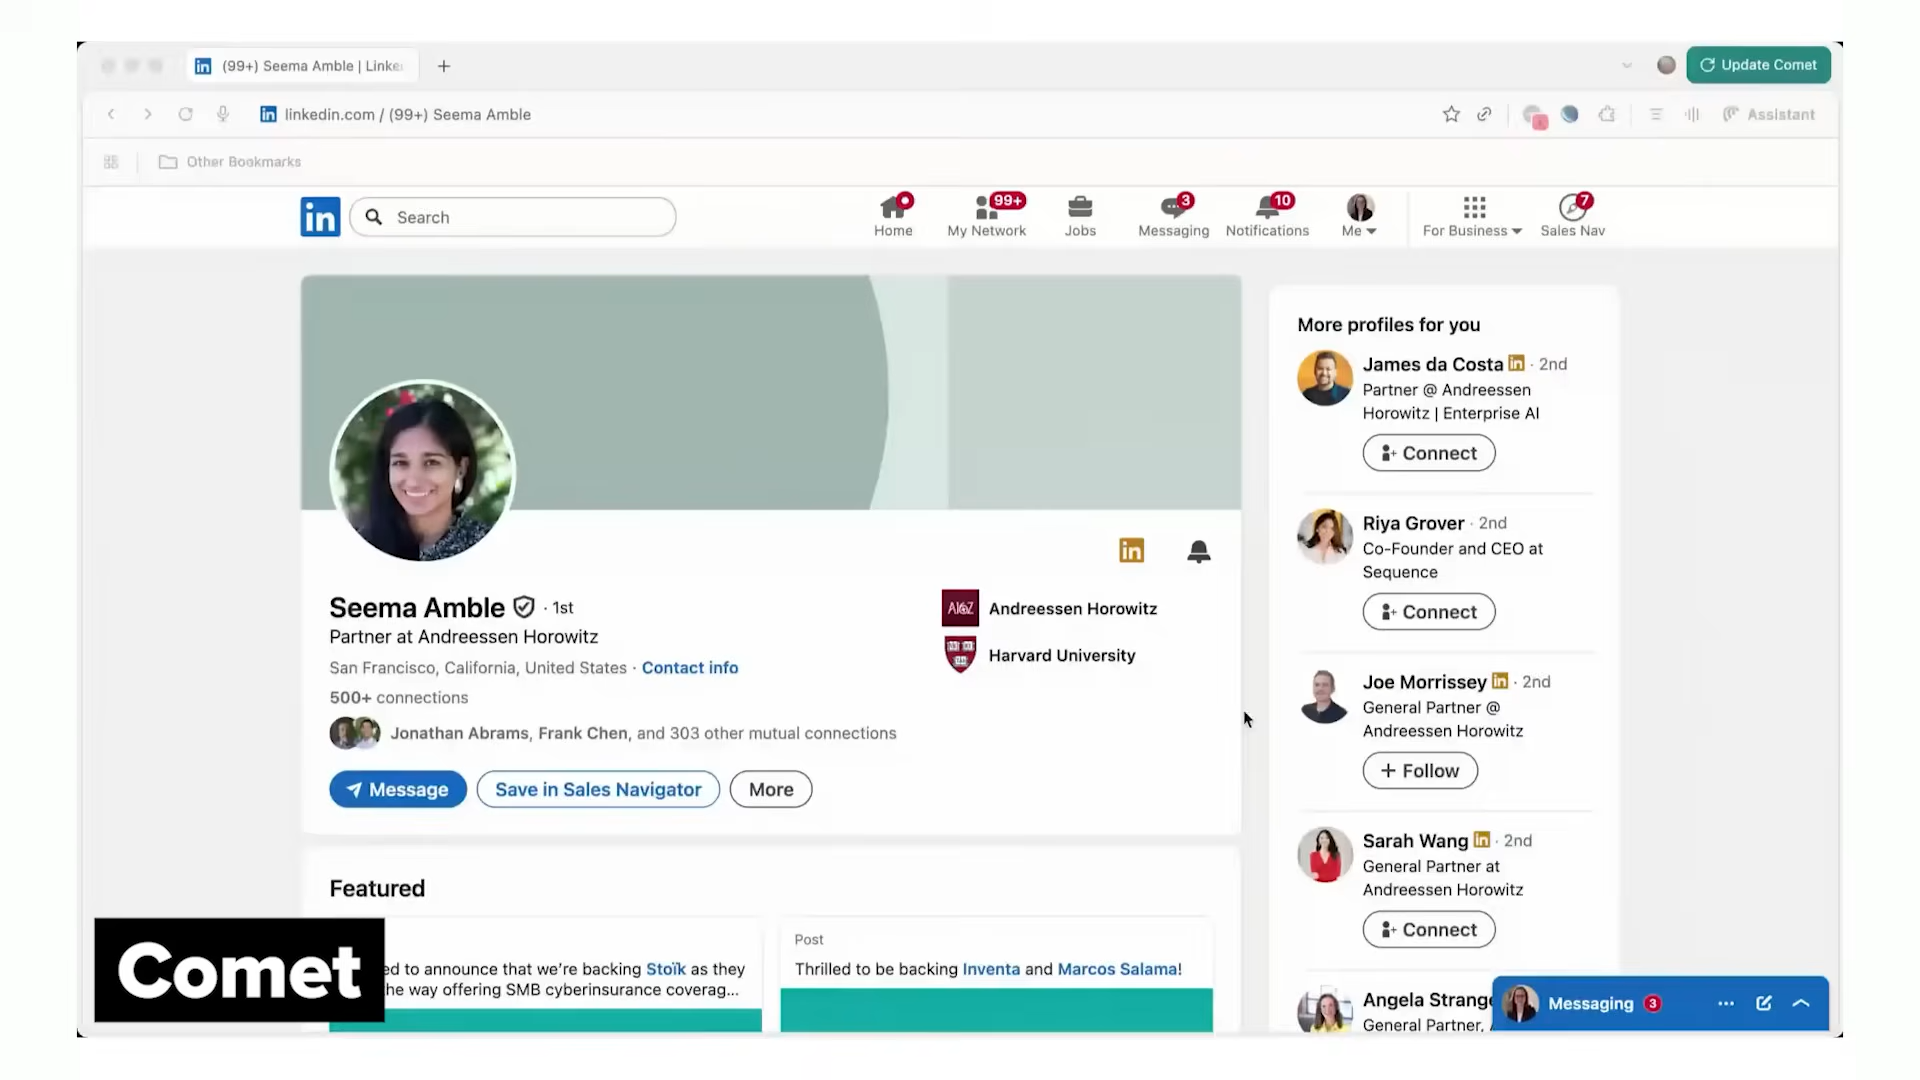 (99+) Seema Amble | Linke
Update Comet
linkedin.com / (99+) Seema Amble
Assistant
Other Bookmarks
in
Search
Home
99+
My Network
Jobs
3
Messaging
10
Notifications
Me
For Business
7
Sales Nav
Seema Amble · 1st
Partner at Andreessen Horowitz
San Francisco, California, United States · Contact info
500+ connections
Jonathan Abrams, Frank Chen, and 303 other mutual connections
Message
Save in Sales Navigator
More
in
Andreessen Horowitz
Harvard University
Featured
ed to announce that we're backing Stoïk as they
he way offering SMB cyberinsurance coverag...
Post
Thrilled to be backing Inventa and Marcos Salama!
Comet
More profiles for you
James da Costa in · 2nd
Partner @ Andreessen
Horowitz | Enterprise AI
Connect
Riya Grover · 2nd
Co-Founder and CEO at
Sequence
Connect
Joe Morrissey in · 2nd
General Partner @
Andreessen Horowitz
+ Follow
Sarah Wang in · 2nd
General Partner at
Andreessen Horowitz
Connect
Angela Strange
General Partner,
Messaging 3